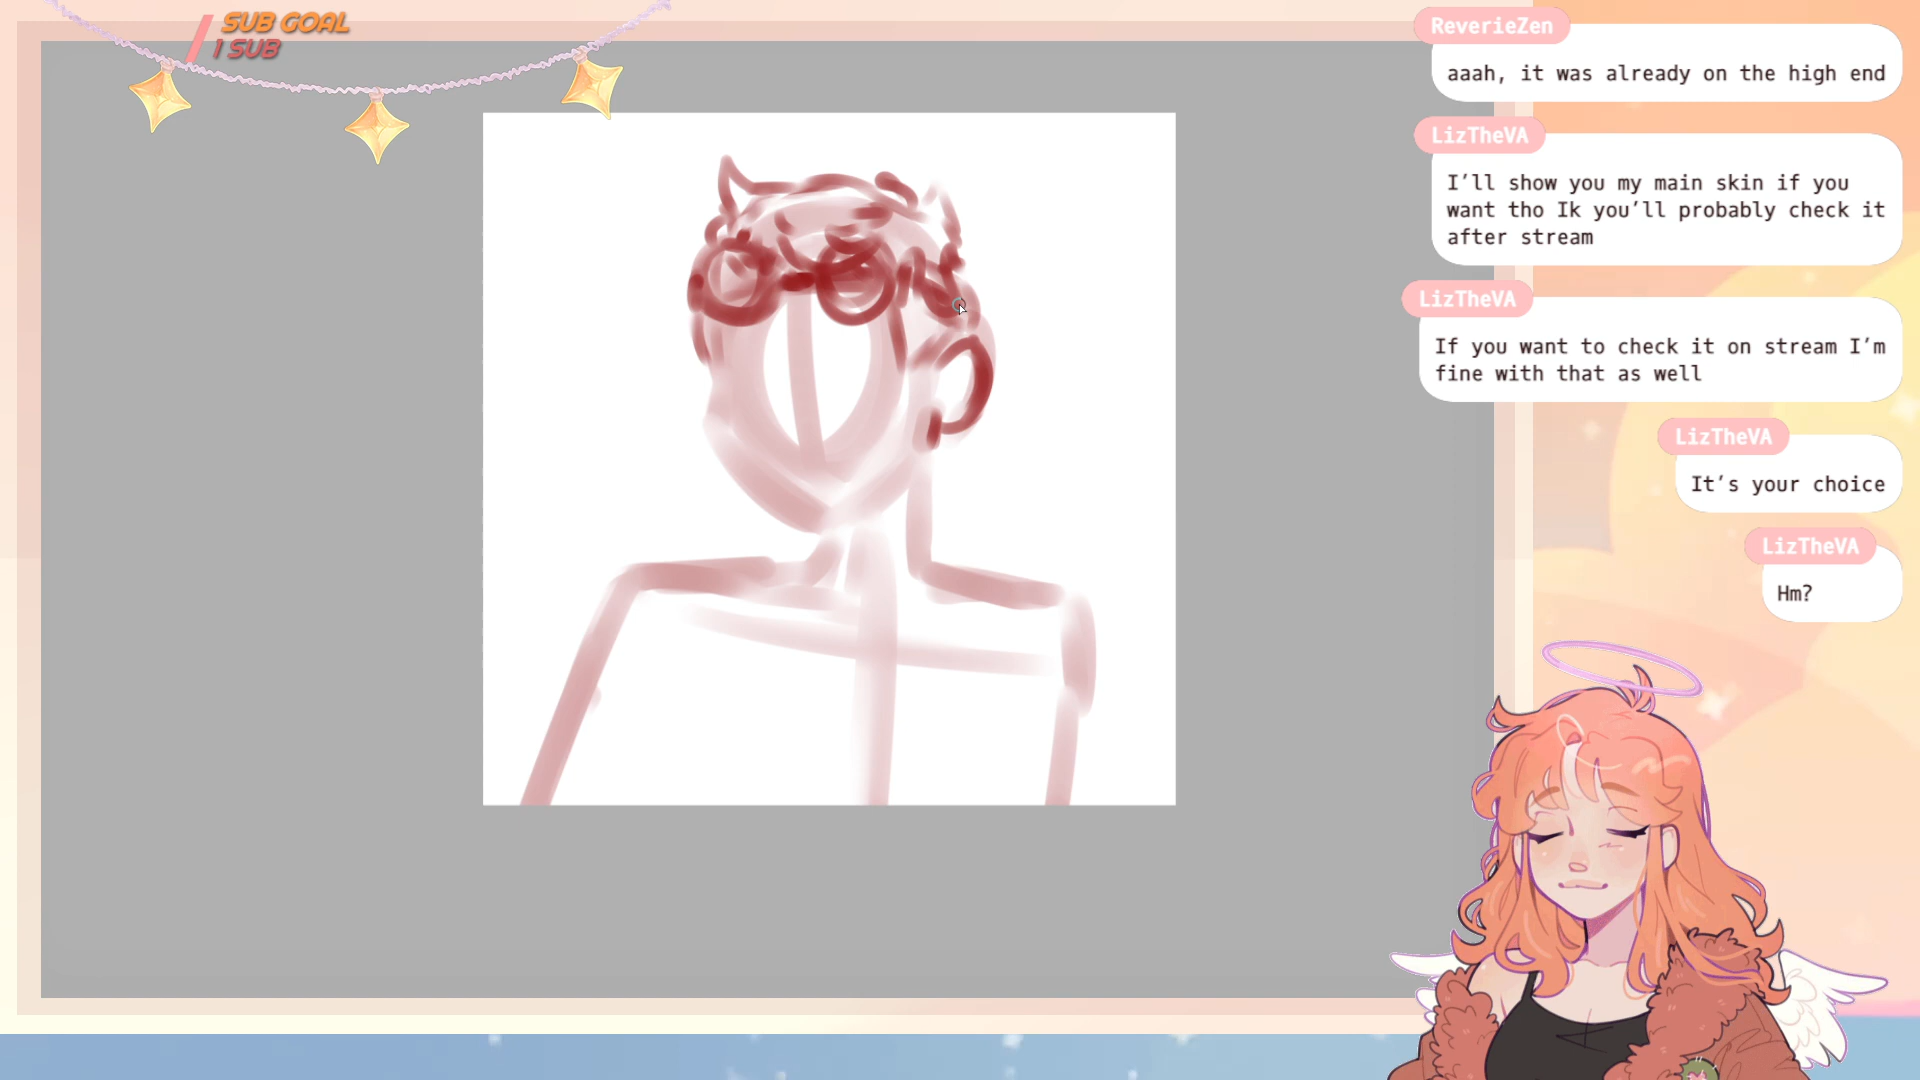 SUB GOAL
1 SUB
ReverieZen
aaah, it was already on the high end
LizTheVA
I'll show you my main skin if you
want tho Ik you'll probably check it
after stream
LizTheVA
If you want to check it on stream I'm
fine with that as well
LizTheVA
It's your choice
LizTheVA
Hm?